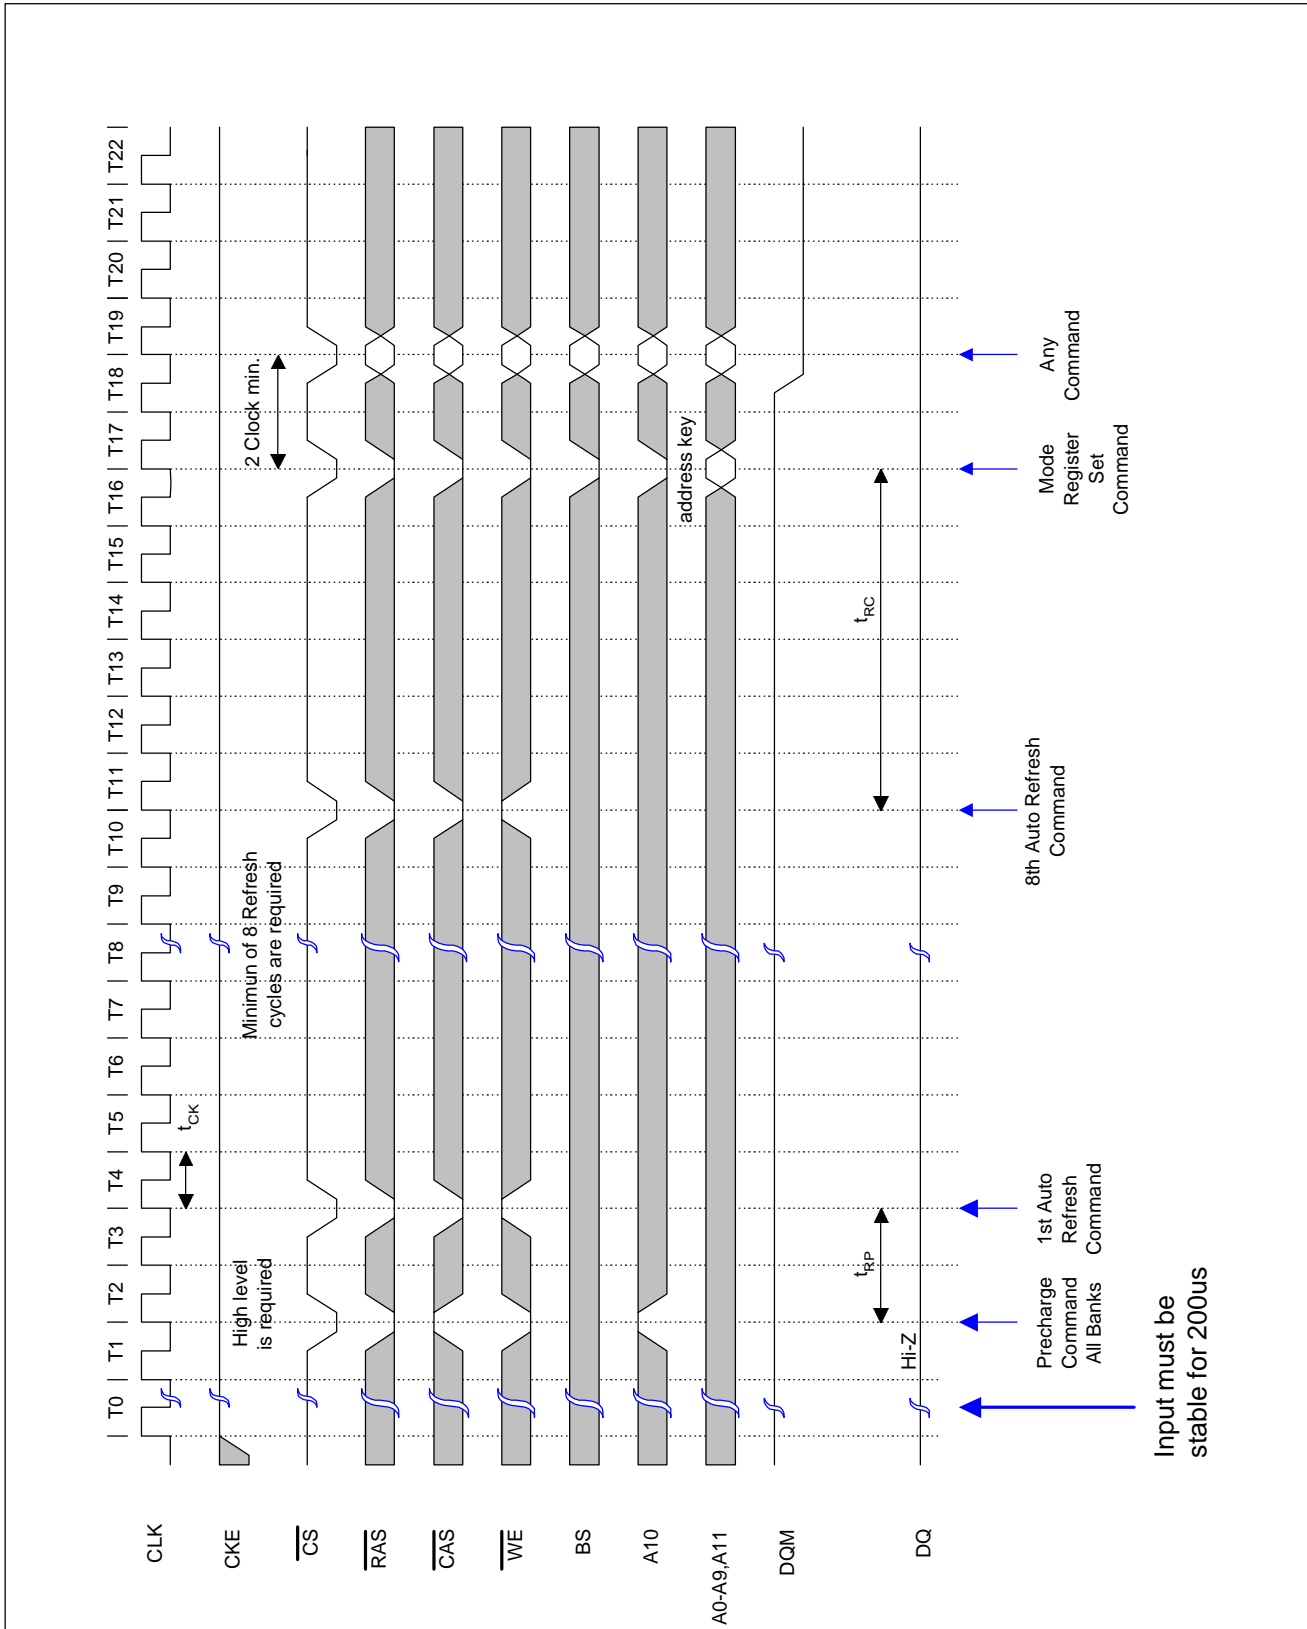 T0 T1 T2 T3 T4 T5 T6 T7 T8 T9 T10 T11 T12 T13 T14 T15 T16 T17 T18 T19 T20 T21 T22
CLK
tCK
CKE
High level
is required
Minimun of 8 Refresh
cycles are required
2 Clock min.
CS
RAS
CAS
WE
BS
A10
address key
A0-A9,A11
DQM
tRP
tRC
Hi-Z
DQ
Precharge
Command
All Banks
1st Auto
Refresh
Command
8th Auto Refresh
Command
Mode
Register
Set
Command
Any
Command
Input must be
stable for 200us